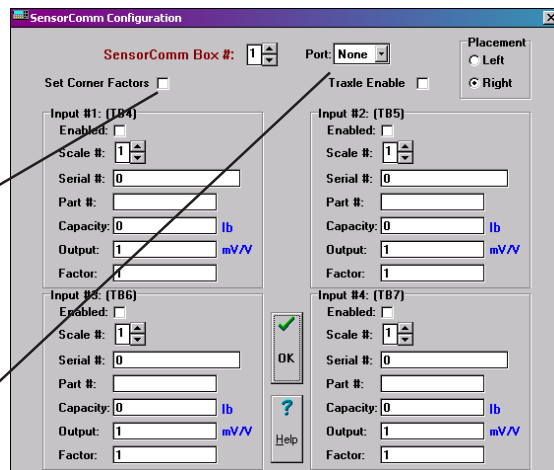 SensorComm Configuration
SensorComm Box #: 1 Port: None
Placement
Left
Right
Set Corner Factors Traxle Enable
Input #1: (TB4)
Enabled:
Scale #: 1
Serial #: 0
Part #:
Capacity: 0 lb
Output: 1 mV/V
Factor: 1
Input #2: (TB5)
Enabled:
Scale #: 1
Serial #: 0
Part #:
Capacity: 0 lb
Output: 1 mV/V
Factor: 1
Input #3: (TB6)
Enabled:
Scale #: 1
Serial #: 0
Part #:
Capacity: 0 lb
Output: 1 mV/V
Factor: 1
OK
Help
Input #4: (TB7)
Enabled:
Scale #: 1
Serial #: 0
Part #:
Capacity: 0 lb
Output: 1 mV/V
Factor: 1